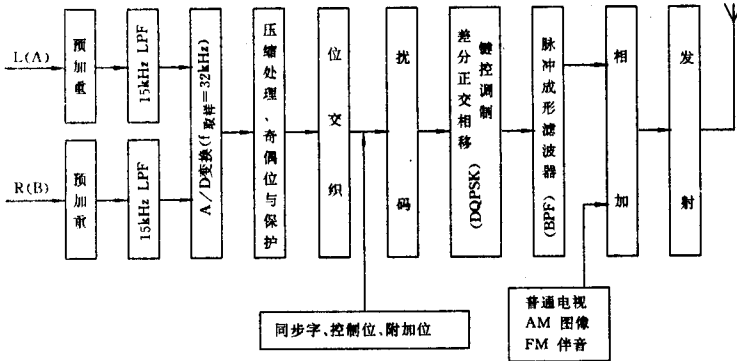 L(A)
预加重
15kHz LPF
R(B)
预加重
15kHz LPF
A/D变换(f取样=32kHz)
压缩处理、奇偶位与保护
位交织
扰码
差分正交相移
键控调制
(DQPSK)
脉冲成形滤波器
(BPF)
相加
发射
同步字、控制位、附加位
普通电视
AM 图像
FM 伴音